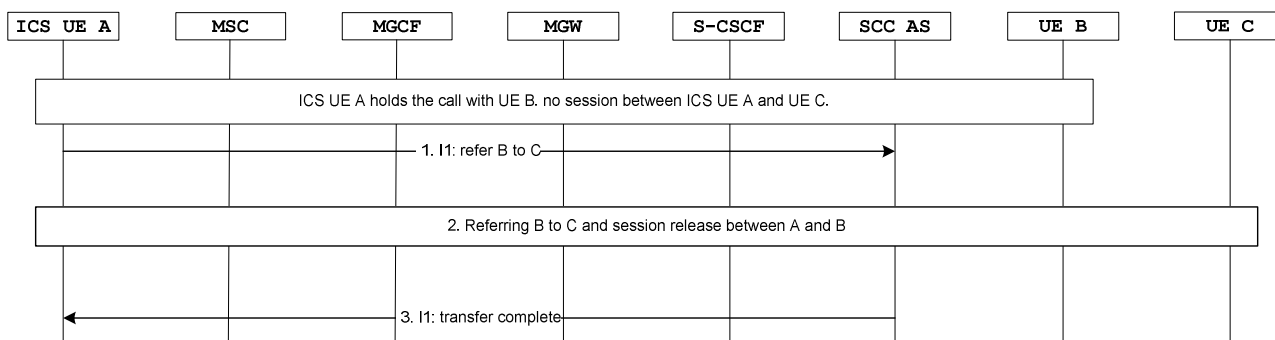 ICS UE A
MSC
MGCF
MGW
S-CSCF
SCC AS
UE B
UE C
ICS UE A holds the call with UE B. no session between ICS UE A and UE C.
1. I1: refer B to C
2. Referring B to C and session release between A and B
3. I1: transfer complete